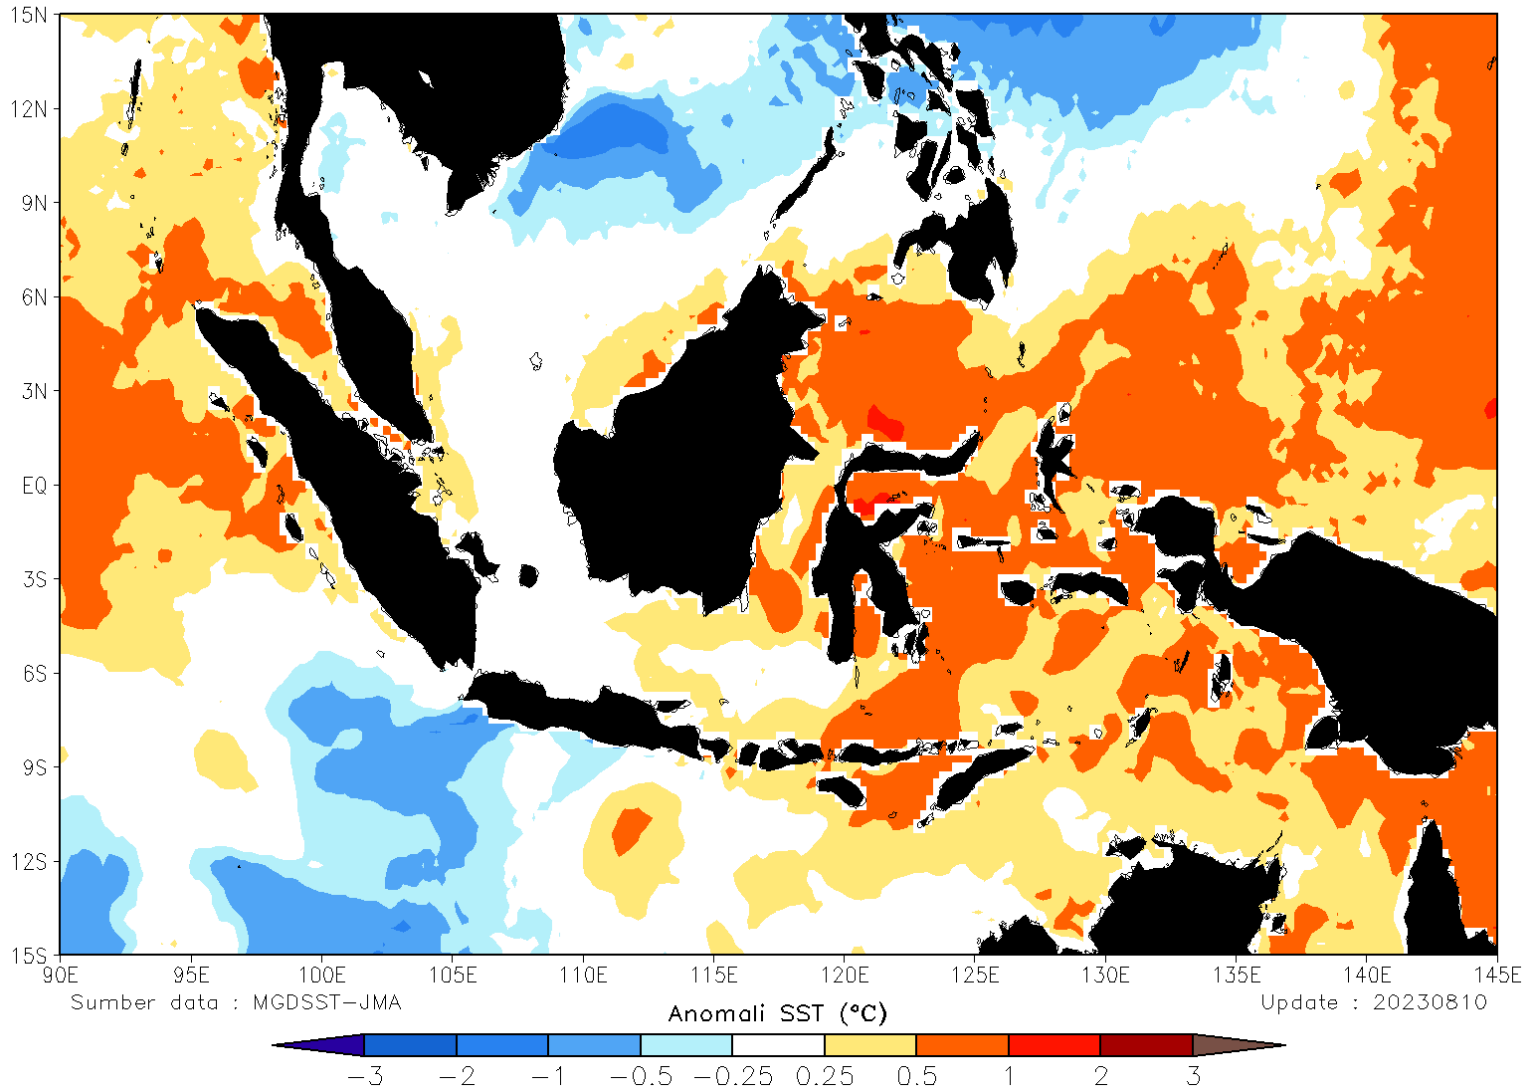 15N
12N
9N
6N
3N
EQ
3S
6S
9S
12S
15S
90E 95E 100E 105E 110E 115E 120E 125E 130E 135E 140E 145E
Sumber data : MGDSST-JMA
Update : 20230810
Anomali SST (°C)
-3 -2 -1 -0.5 -0.25 0.25 0.5 1 2 3